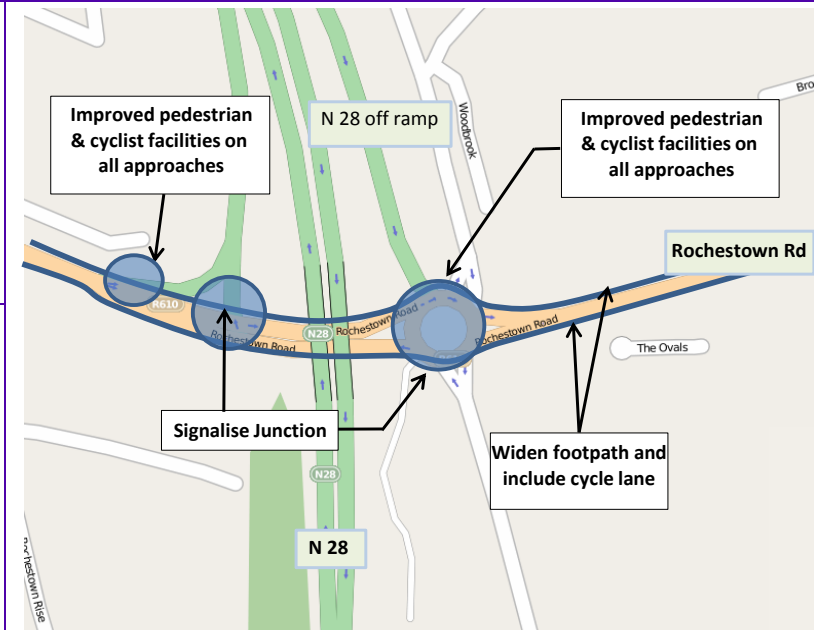 Improved pedestrian
& cyclist facilities on
all approaches
N 28 off ramp
Woodbrook
Improved pedestrian
& cyclist facilities on
all approaches
Bro
Rochestown Rd
R610
Rochestown Road
N28
Rochestown Road
Rochestown Road
The Ovals
Signalise Junction
Widen footpath and
include cycle lane
N28
N 28
Rochestown Rise